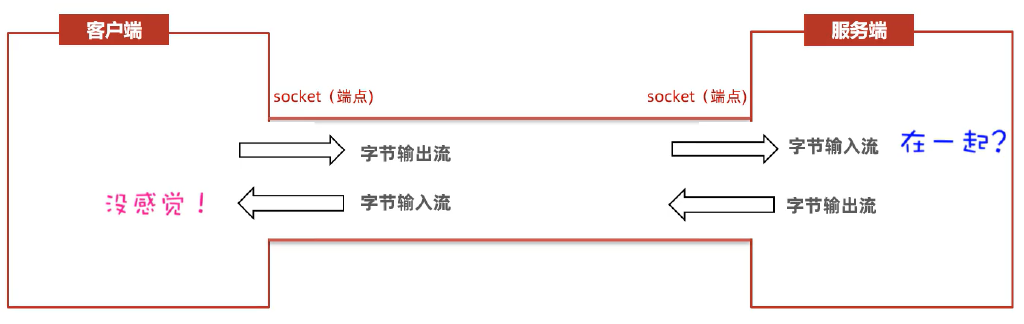 客户端
服务端
socket（端点)
socket（端点)
字节输出流
字节输入流
在一起?
没感觉！
字节输入流
字节输出流